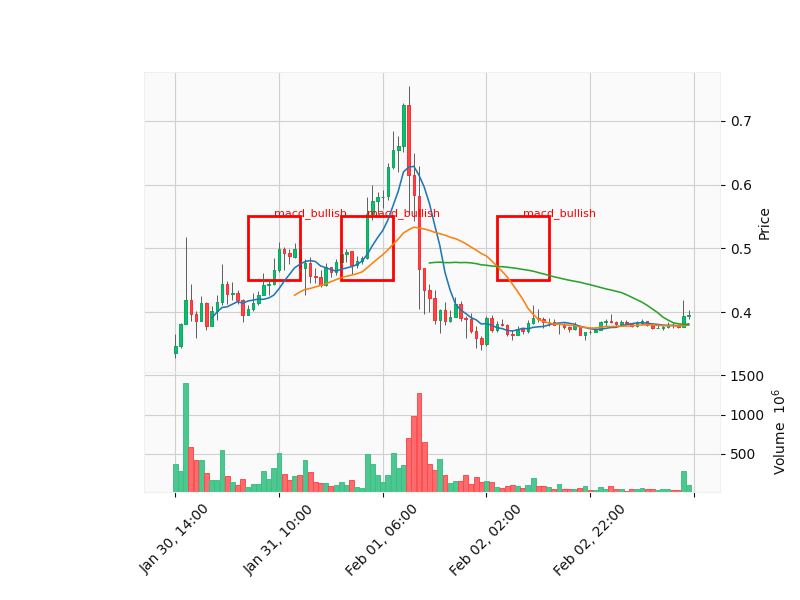 macd_bullish
macd_bullish
macd_bullish
0.7
0.6
0.5
0.4
Price
1500
1000
500
Volume 10^6
Jan 30, 14:00
Jan 31, 10:00
Feb 01, 06:00
Feb 02, 02:00
Feb 02, 22:00